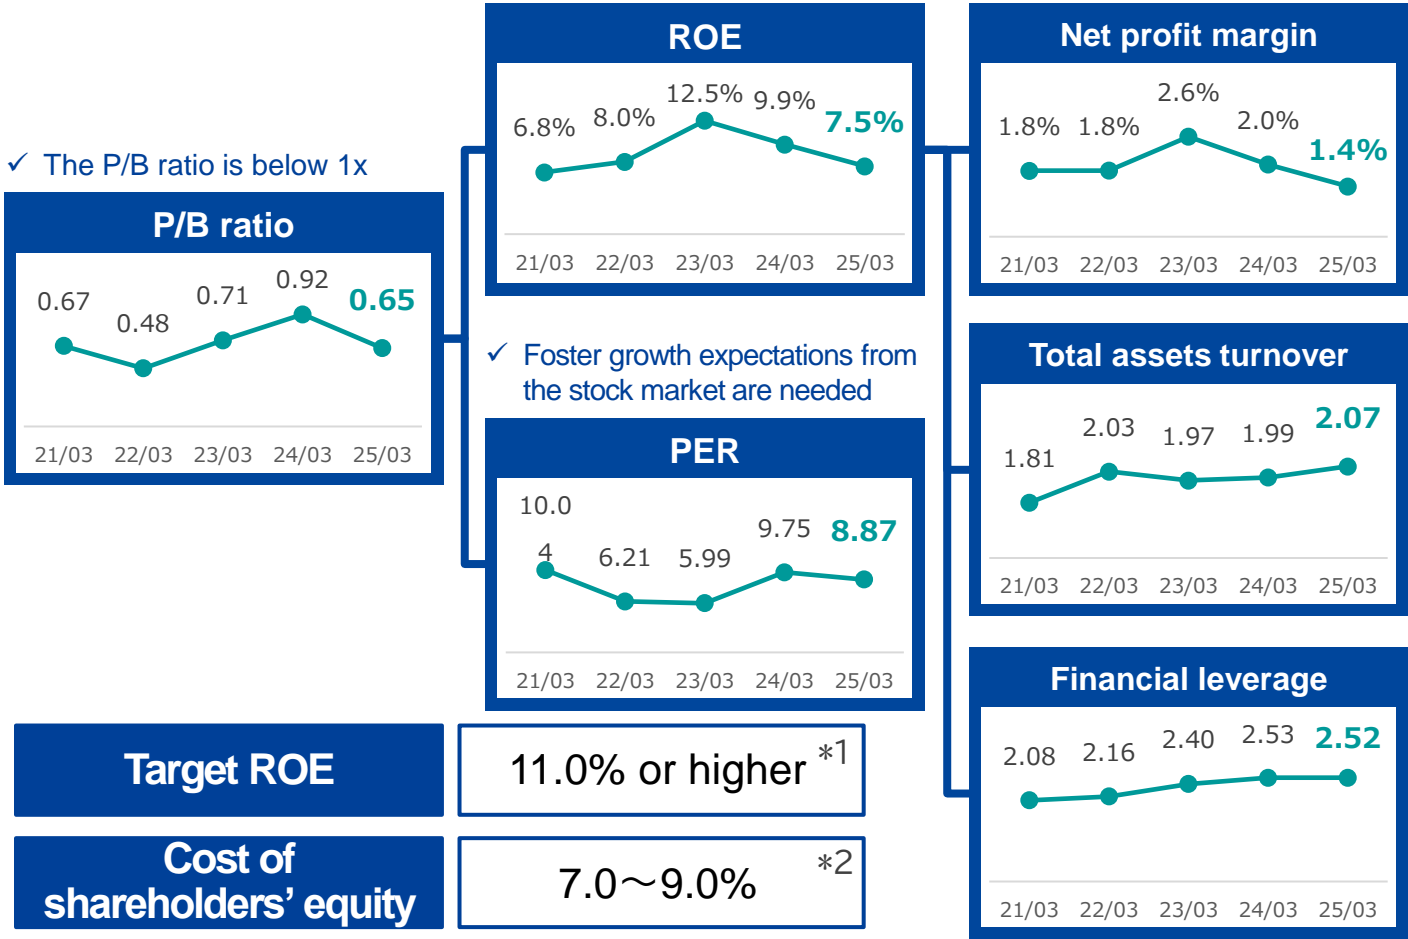 ✓ The P/B ratio is below 1x
P/B ratio
0.67 0.48 0.71 0.92 0.65
21/03 22/03 23/03 24/03 25/03
ROE
6.8% 8.0% 12.5% 9.9% 7.5%
21/03 22/03 23/03 24/03 25/03
✓ Foster growth expectations from
the stock market are needed
PER
10.0
4 6.21 5.99 9.75 8.87
21/03 22/03 23/03 24/03 25/03
Net profit margin
1.8% 1.8% 2.6% 2.0% 1.4%
21/03 22/03 23/03 24/03 25/03
Total assets turnover
1.81 2.03 1.97 1.99 2.07
21/03 22/03 23/03 24/03 25/03
Financial leverage
2.08 2.16 2.40 2.53 2.52
21/03 22/03 23/03 24/03 25/03
Target ROE
11.0% or higher *1
Cost of
shareholders' equity
7.0～9.0% *2